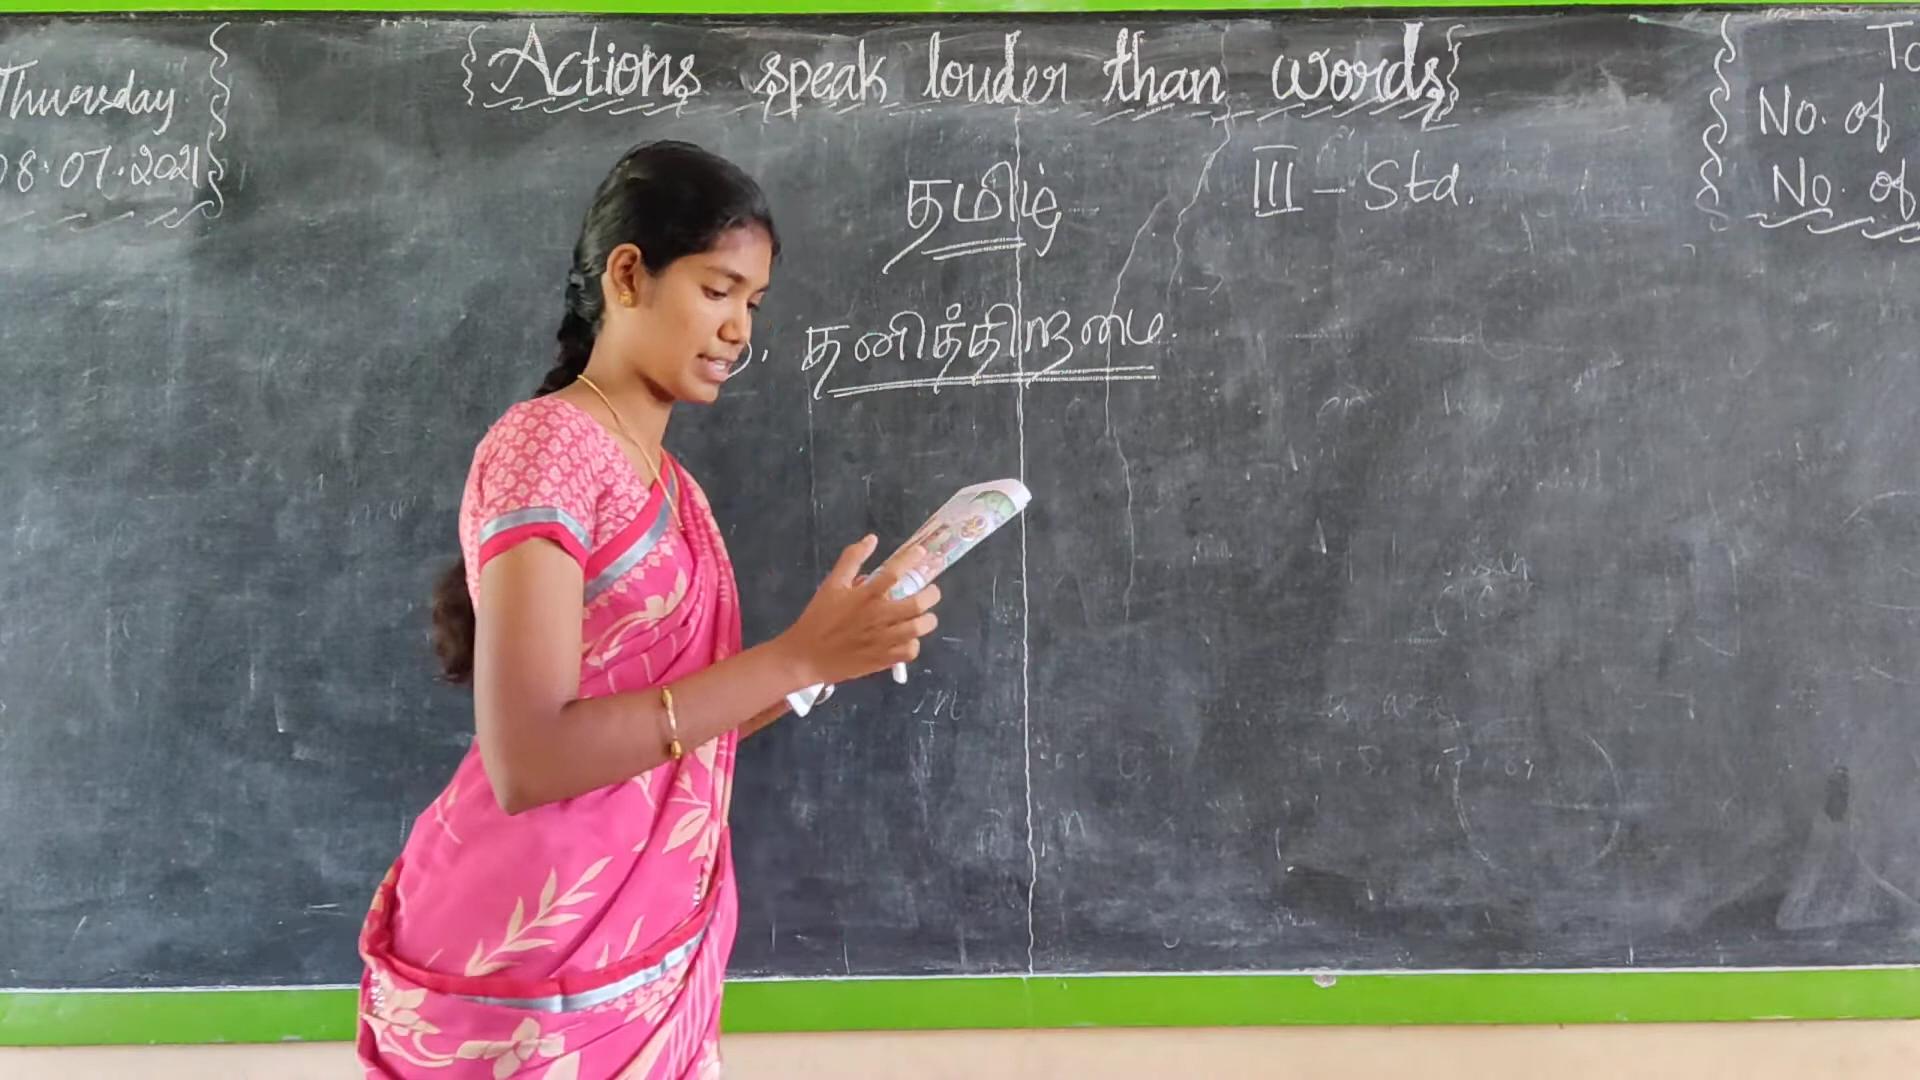 Thursday
08.07.2021
Actions speak louder than words
தமிழ்
III - Std.
தனித்திறமை.
No. of
No. of